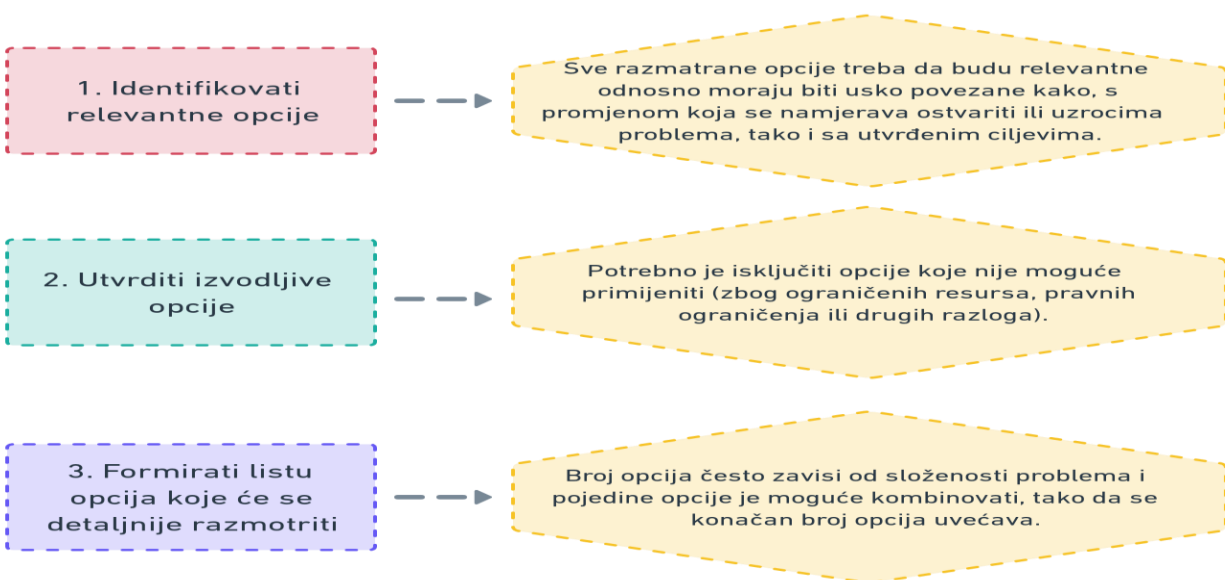 1. Identifikovati
relevantne opcije
Sve razmatrane opcije treba da budu relevantne
odnosno moraju biti usko povezane kako, s
promjenom koja se namjerava ostvariti ili uzrocima
problema, tako i sa utvrđenim ciljevima.
2. Utvrditi izvodljive
opcije
Potrebno je isključiti opcije koje nije moguće
primijeniti (zbog ograničenih resursa, pravnih
ograničenja ili drugih razloga).
3. Formirati listu
opcija koje će se
detaljnije razmotriti
Broj opcija često zavisi od složenosti problema i
pojedine opcije je moguće kombinovati, tako da se
konačan broj opcija uvećava.